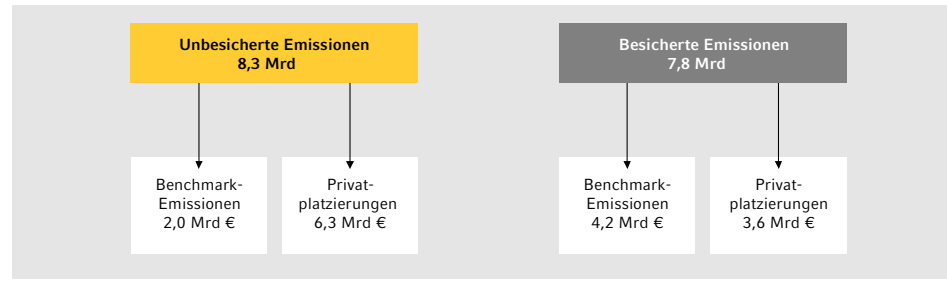 Unbesicherte Emissionen
8,3 Mrd
Besicherte Emissionen
7,8 Mrd
Benchmark-
Emissionen
2,0 Mrd €
Privat-
platzierungen
6,3 Mrd €
Benchmark-
Emissionen
4,2 Mrd €
Privat-
platzierungen
3,6 Mrd €